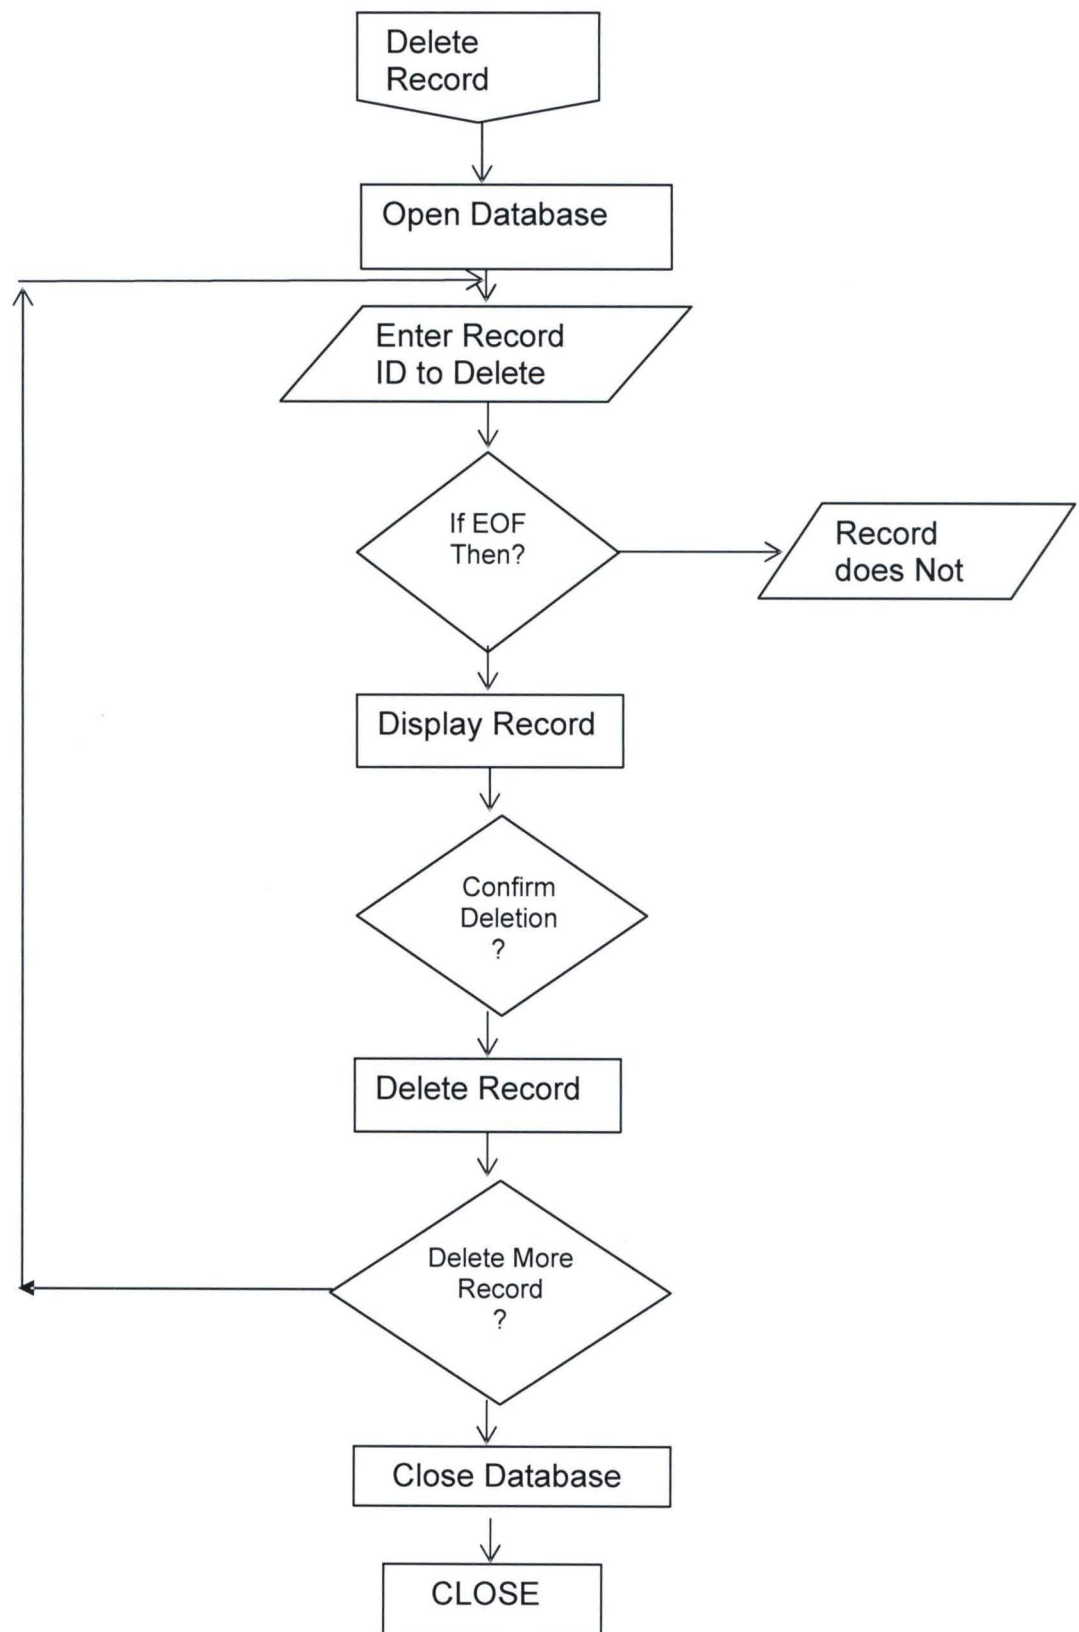 Delete
Record
Open Database
Enter Record
ID to Delete
If EOF
Then?
Record
does Not
Display Record
Confirm
Deletion
?
Delete Record
Delete More
Record
?
Close Database
CLOSE